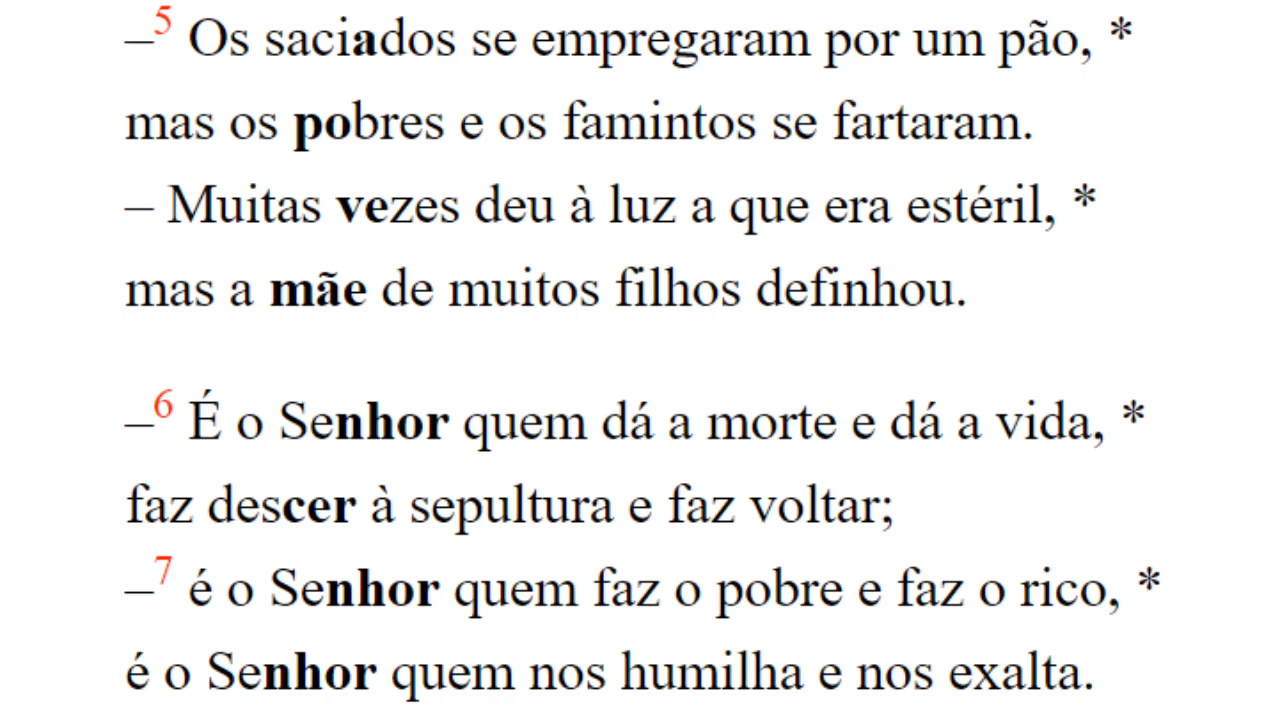 –5 Os saciados se empregaram por um pão, *
mas os pobres e os famintos se fartaram.
– Muitas vezes deu à luz a que era estéril, *
mas a mãe de muitos filhos definhou.
–6 É o Senhor quem dá a morte e dá a vida, *
faz descer à sepultura e faz voltar;
–7 é o Senhor quem faz o pobre e faz o rico, *
é o Senhor quem nos humilha e nos exalta.